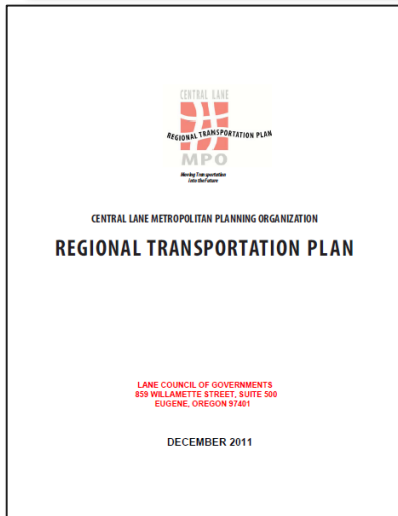 CENTRAL LANE
REGIONAL TRANSPORTATION PLAN
MPO
Moving Transportation
Into the Future
CENTRAL LANE METROPOLITAN PLANNING ORGANIZATION
REGIONAL TRANSPORTATION PLAN
LANE COUNCIL OF GOVERNMENTS
859 WILLAMETTE STREET, SUITE 500
EUGENE, OREGON 97401
DECEMBER 2011